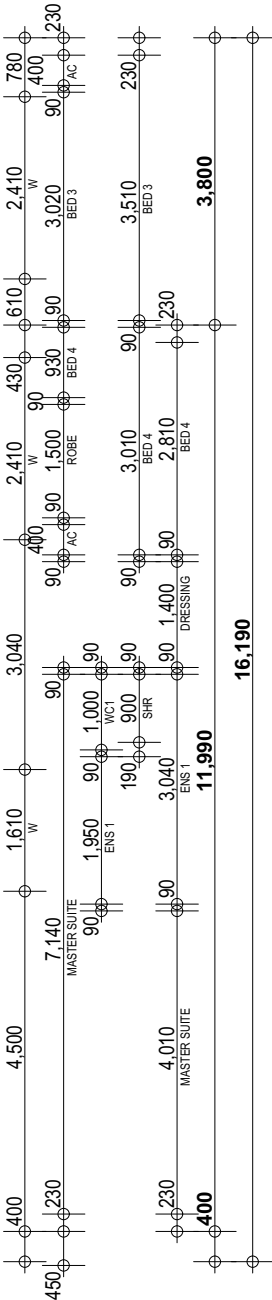 400 4,500 1,610 3,040 2,410 430 610 2,410 780
W W W
450 230 7,140 90 90 400 90 1,500 90 930 90 3,020 90 400 230
MASTER SUITE AC ROBE BED 4 BED 3 AC
90 1,950 90 1,000 90
ENS 1 WC1
190 900 90 90 3,010 90 3,510 230
SHR BED 4 BED 3
230 4,010 90 3,040 90 1,400 90 2,810 230
MASTER SUITE ENS 1 DRESSING BED 4
400 11,990 3,800
16,190